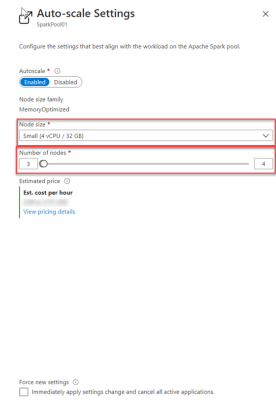 Auto-scale Settings
SparkPool01
Configure the settings that best align with the workload on the Apache Spark pool.
Autoscale *
Enabled Disabled
Node size family
MemoryOptimized
Node size *
Small (4 vCPU / 32 GB)
Number of nodes *
3 4
Estimated price
Est. cost per hour
View pricing details
Force new settings
Immediately apply settings change and cancel all active applications.